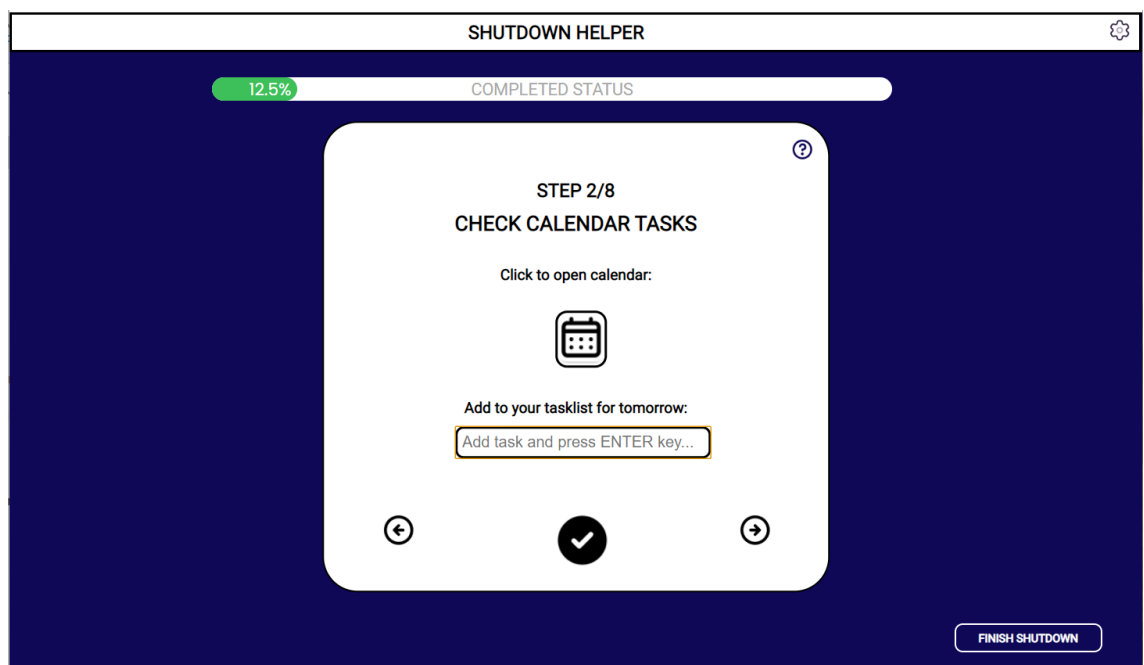 SHUTDOWN HELPER
12.5%
COMPLETED STATUS
STEP 2/8
CHECK CALENDAR TASKS
Click to open calendar:
Add to your tasklist for tomorrow:
Add task and press ENTER key...
FINISH SHUTDOWN